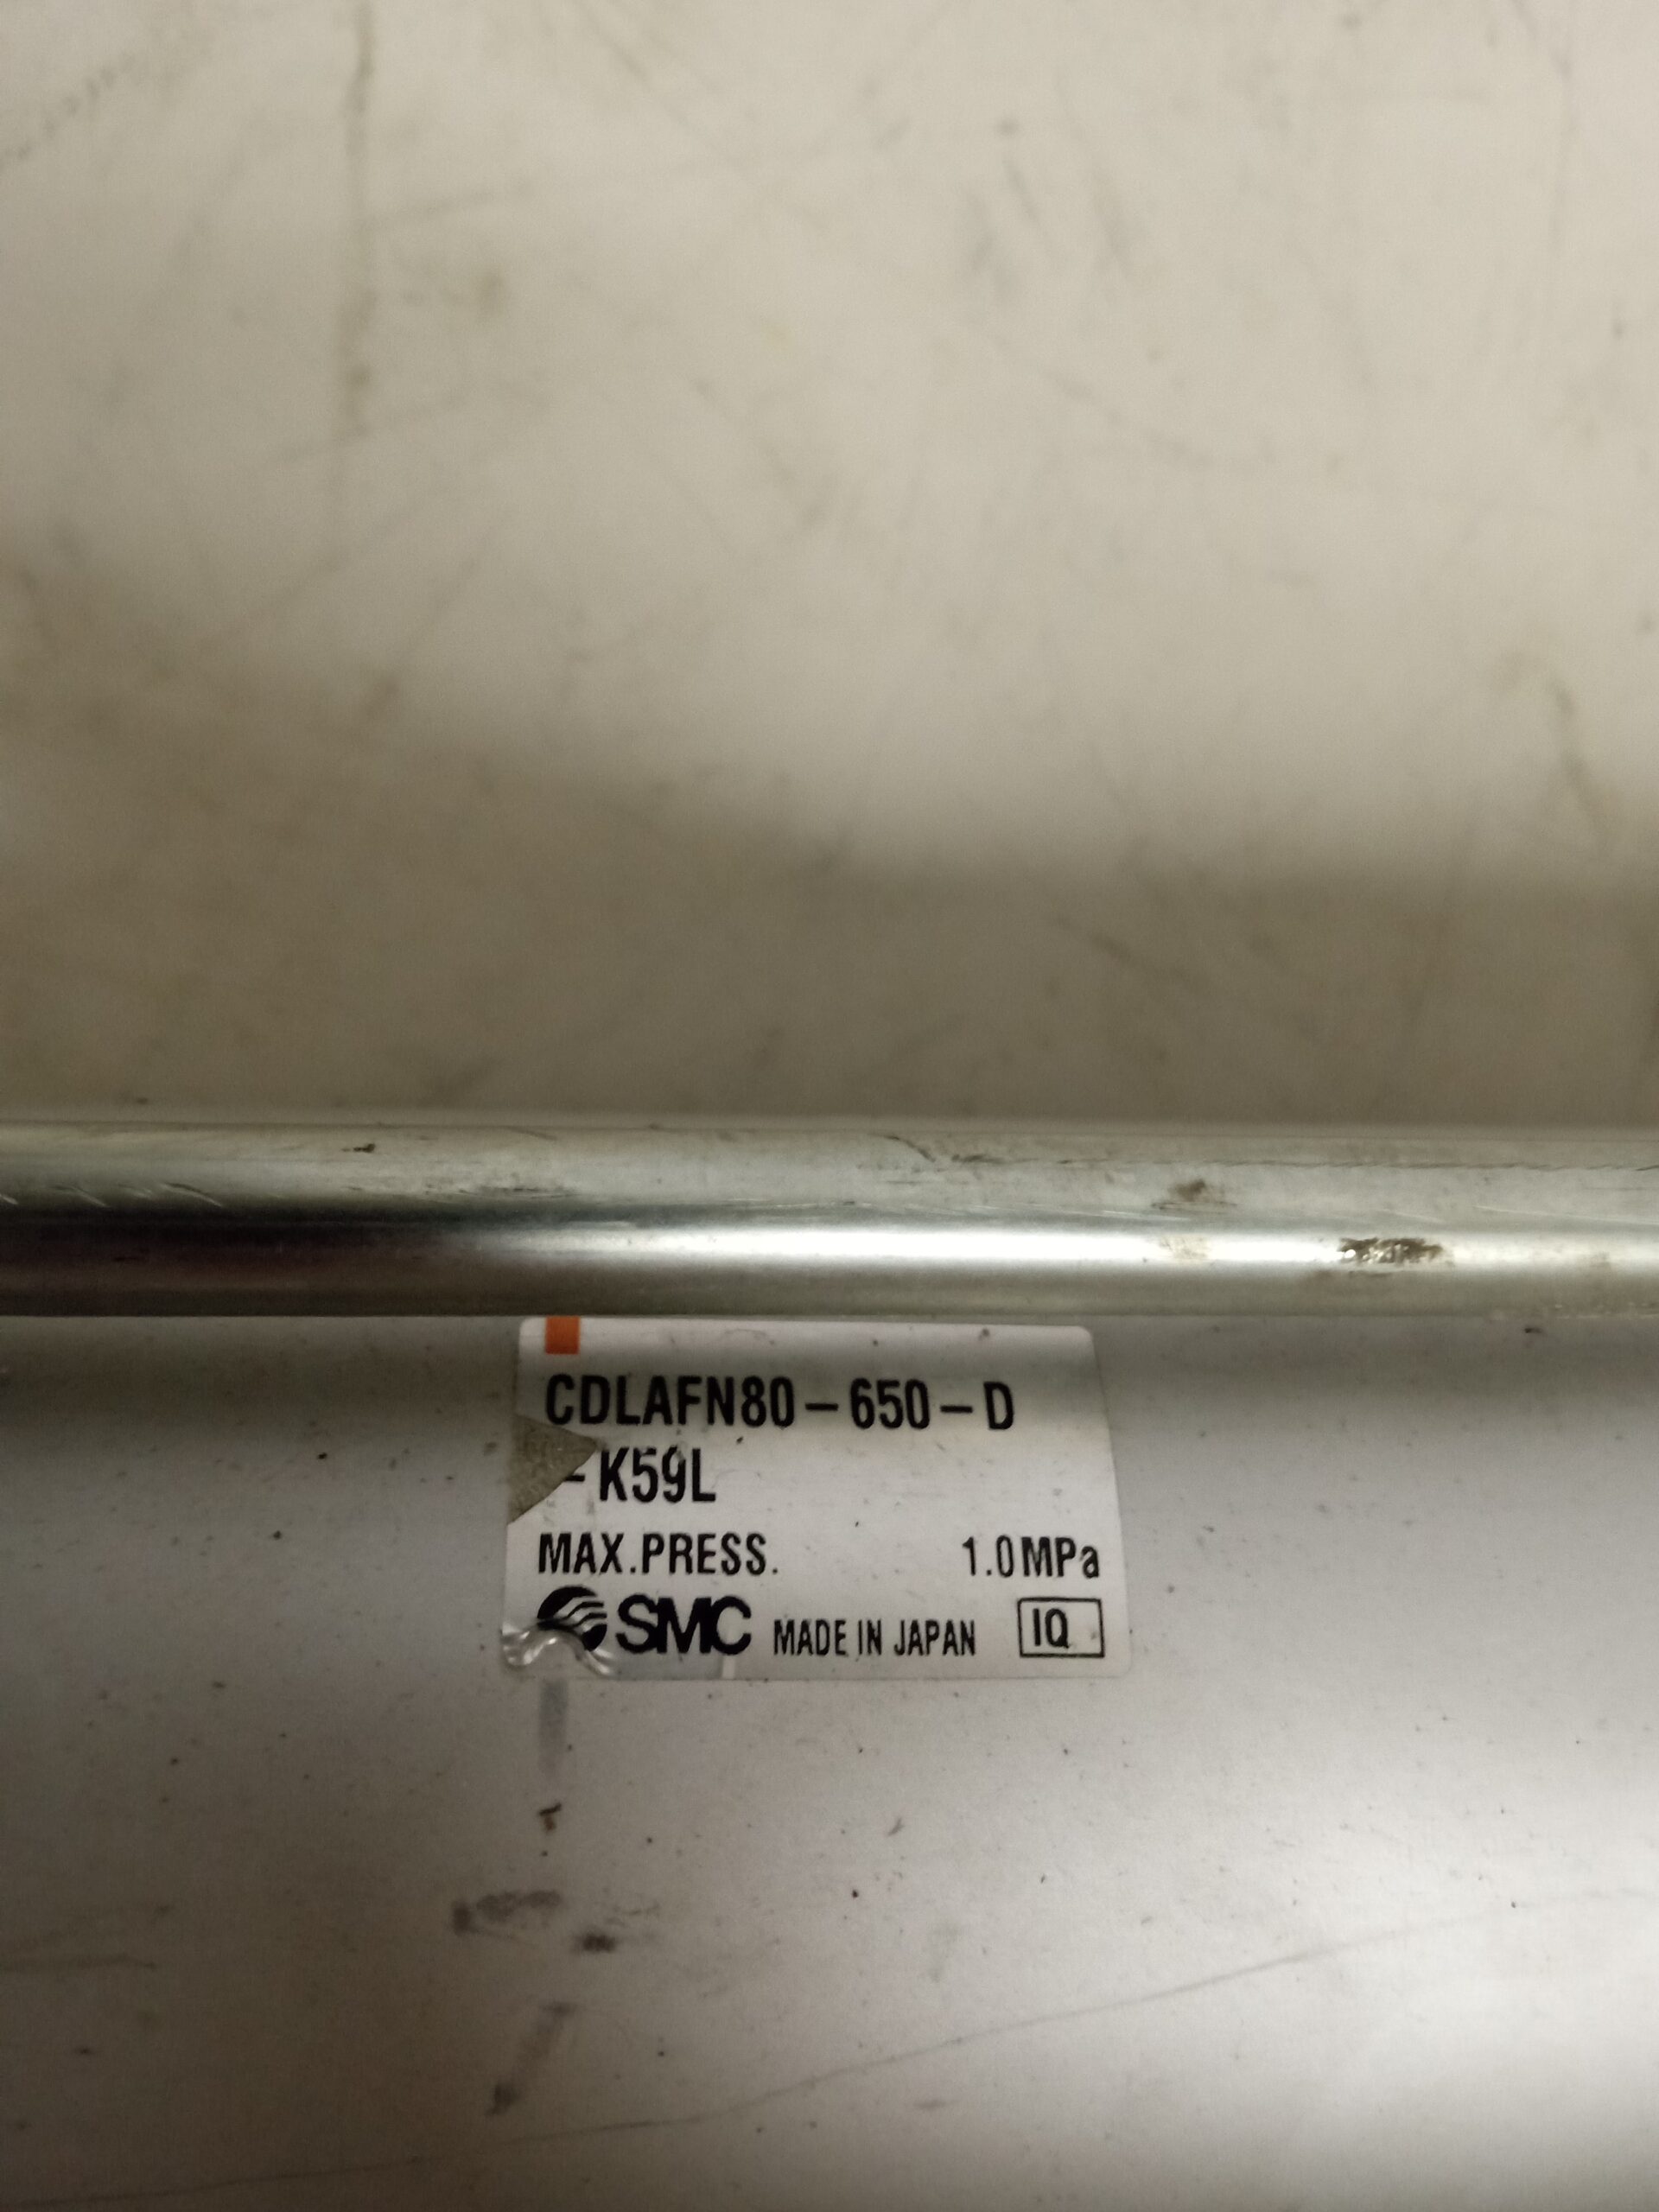 CDLAFN80-650-D
-K59L
MAX.PRESS. 1.0MPa
SMC MADE IN JAPAN IQ